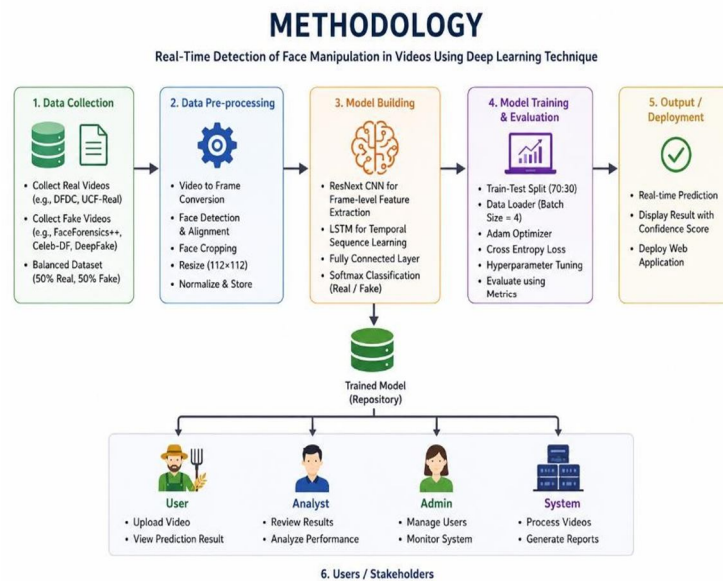 METHODOLOGY
Real-Time Detection of Face Manipulation in Videos Using Deep Learning Technique
1. Data Collection
• Collect Real Videos
(e.g., DFDC, UCF-Real)
• Collect Fake Videos
(e.g., FaceForensics++,
Celeb-DF, DeepFake)
• Balanced Dataset
(50% Real, 50% Fake)
2. Data Pre-processing
• Video to Frame
Conversion
• Face Detection
& Alignment
• Face Cropping
• Resize (112×112)
• Normalize & Store
3. Model Building
• ResNext CNN for
Frame-level Feature
Extraction
• LSTM for Temporal
Sequence Learning
• Fully Connected Layer
• Softmax Classification
(Real / Fake)
4. Model Training
& Evaluation
• Train-Test Split (70:30)
• Data Loader (Batch
Size = 4)
• Adam Optimizer
• Cross Entropy Loss
• Hyperparameter Tuning
• Evaluate using
Metrics
5. Output /
Deployment
• Real-time Prediction
• Display Result with
Confidence Score
• Deploy Web
Application
Trained Model
(Repository)
User
• Upload Video
• View Prediction Result
Analyst
• Review Results
• Analyze Performance
Admin
• Manage Users
• Monitor System
System
• Process Videos
• Generate Reports
6. Users / Stakeholders